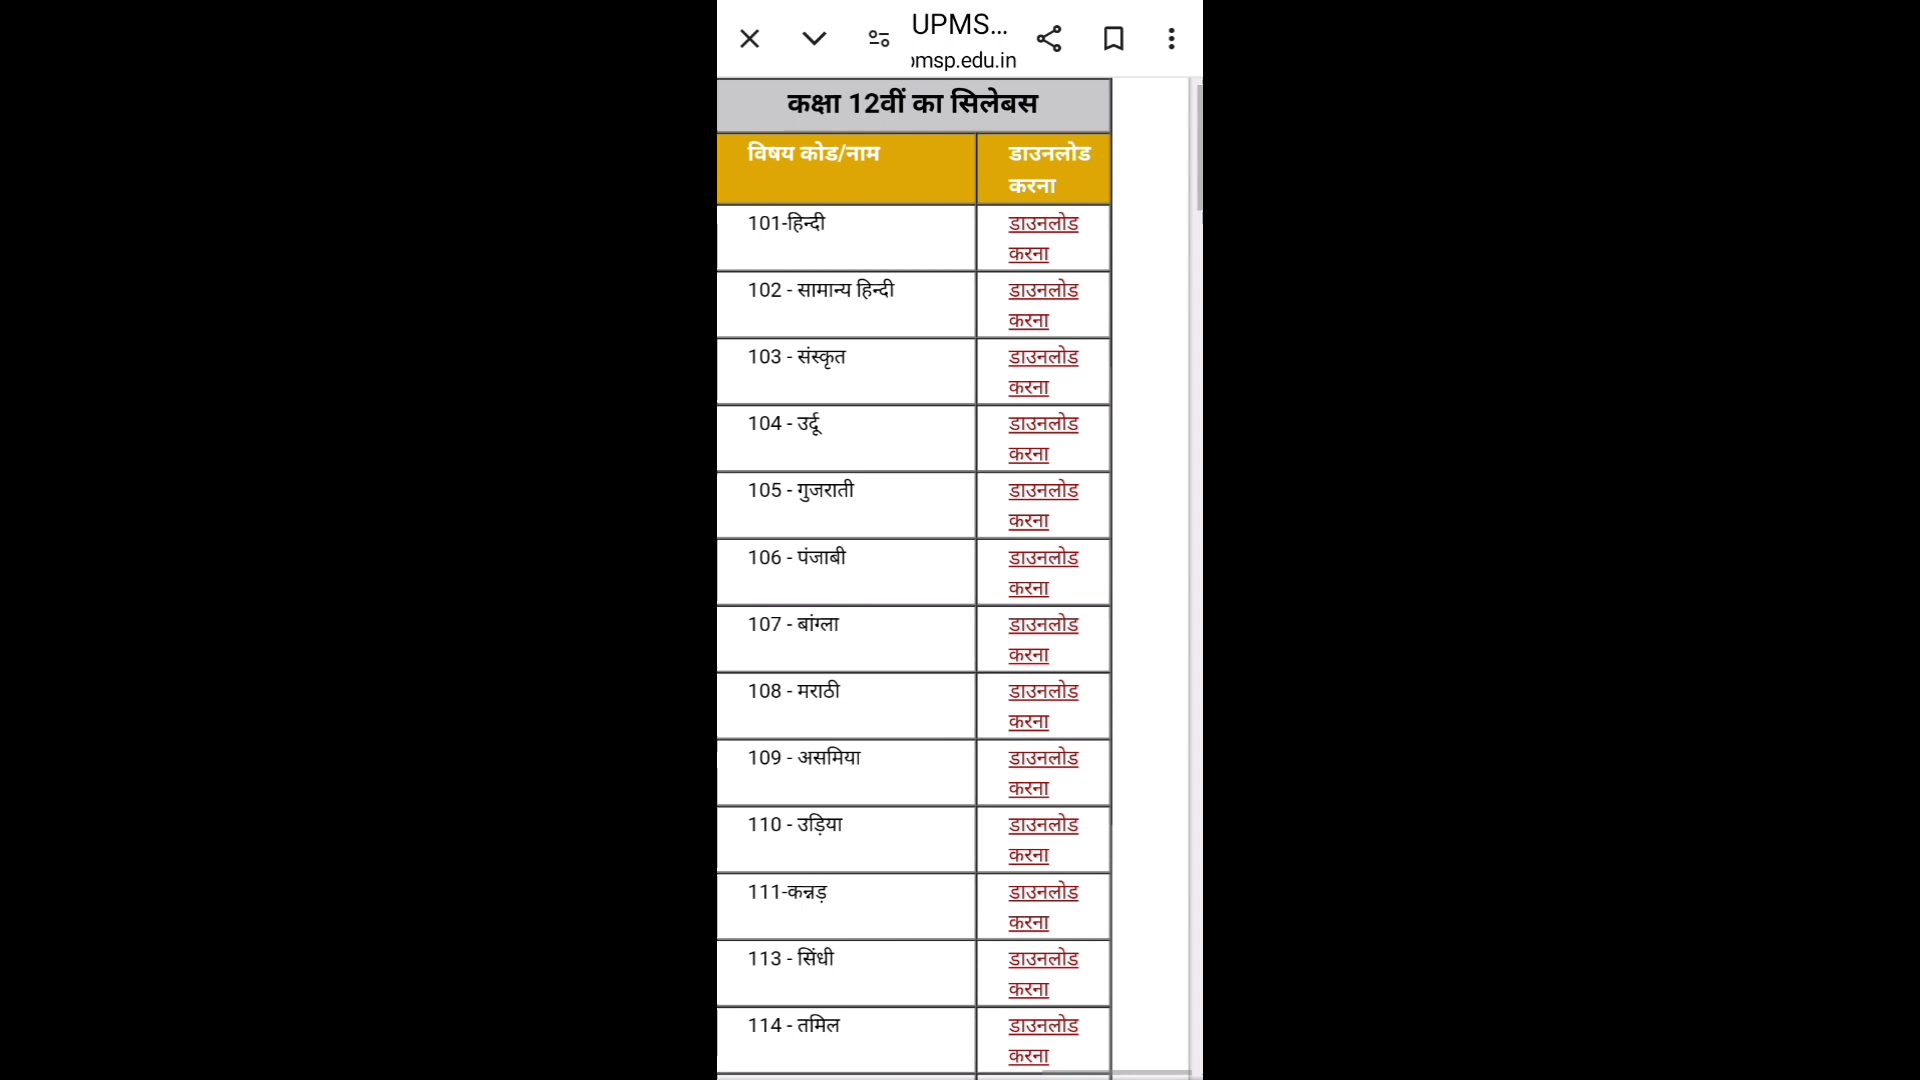 UPMS...
omsp.edu.in
कक्षा 12वीं का सिलेबस
विषय कोड/नाम
डाउनलोड
करना
101-हिन्दी
डाउनलोड
करना
102 - सामान्य हिन्दी
डाउनलोड
करना
103 - संस्कृत
डाउनलोड
करना
104 - उर्दू
डाउनलोड
करना
105 - गुजराती
डाउनलोड
करना
106 - पंजाबी
डाउनलोड
करना
107 - बांग्ला
डाउनलोड
करना
108 - मराठी
डाउनलोड
करना
109 - असमिया
डाउनलोड
करना
110 - उड़िया
डाउनलोड
करना
111-कन्नड़
डाउनलोड
करना
113 - सिंधी
डाउनलोड
करना
114 - तमिल
डाउनलोड
करना